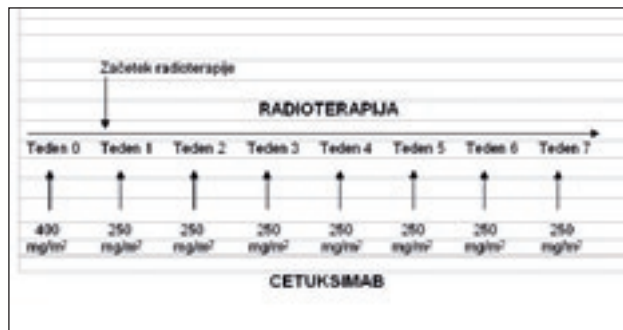 Začetek radioterapije
RADIOTERAPIJA
Teden 0 Teden 1 Teden 2 Teden 3 Teden 4 Teden 5 Teden 6 Teden 7
400 250 250 250 250 250 250 250
mg/m² mg/m² mg/m² mg/m² mg/m² mg/m² mg/m² mg/m²
CETUKSIMAB